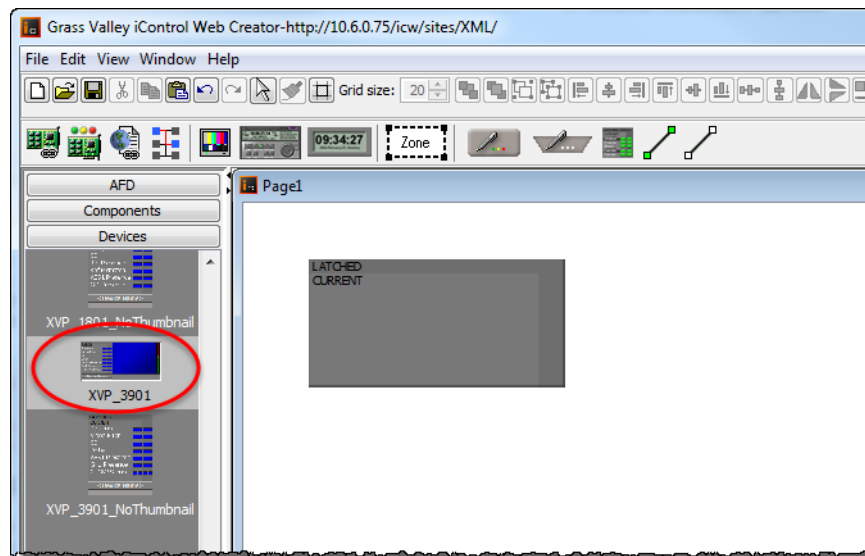 Grass Valley iControl Web Creator-http://10.6.0.75/icw/sites/XML/
File Edit View Window Help
Grid size: 20
09:34:27
Zone
AFD
Components
Devices
XVP_1801_NoThumbnail
XVP_3901
XVP_3901_NoThumbnail
Page1
LATCHED
CURRENT